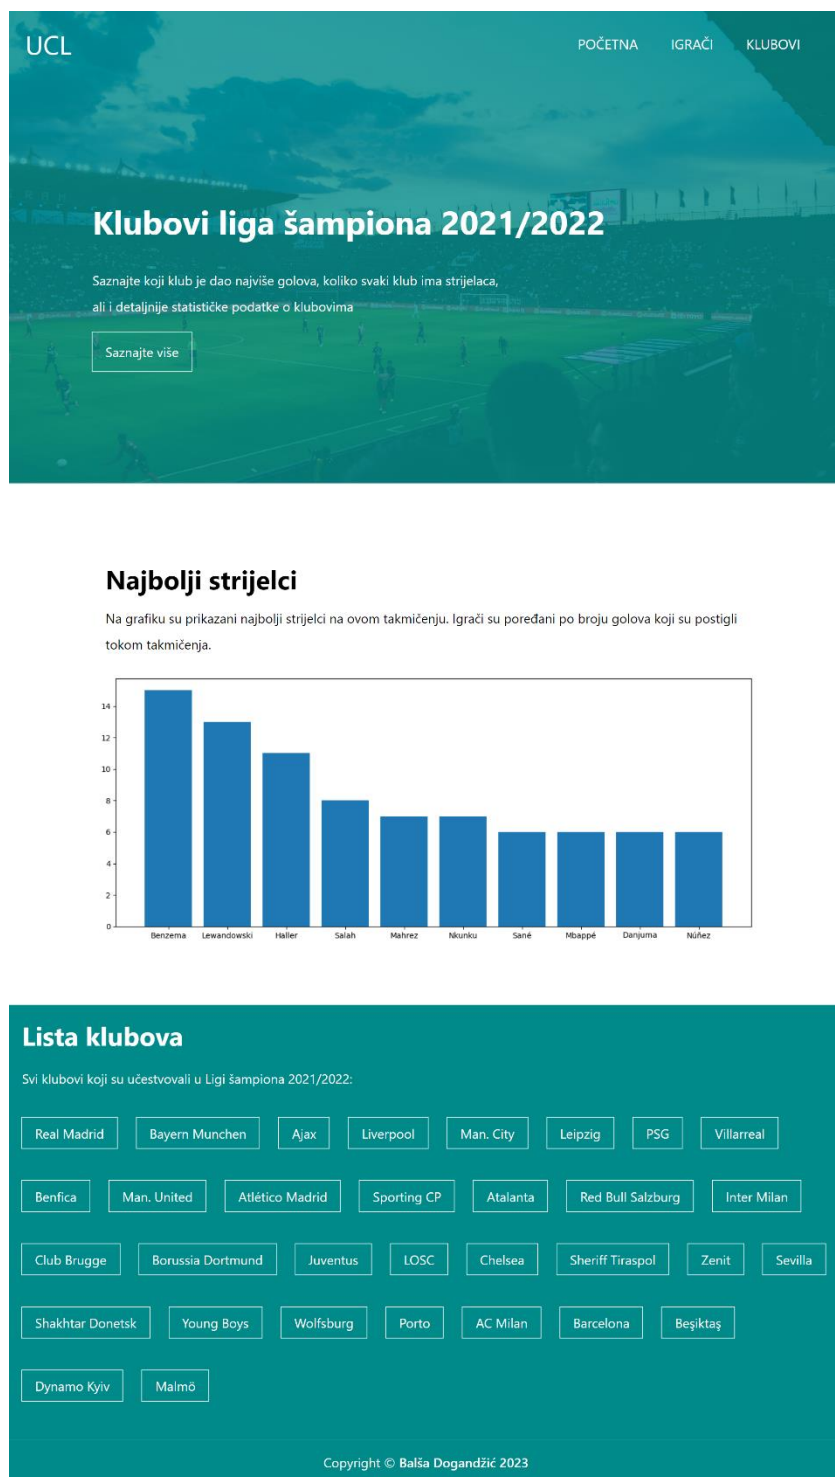 UCL
POČETNA IGRAČI KLUBOVI
Klubovi liga šampiona 2021/2022
Saznajte koji klub je dao najviše golova, koliko svaki klub ima strijelaca,
ali i detaljnije statističke podatke o klubovima
Saznajte više
Najbolji strijelci
Na grafiku su prikazani najbolji strijelci na ovom takmičenju. Igrači su poređani po broju golova koji su postigli
tokom takmičenja.
14
12
10
8
6
4
2
0
Benzema Lewandowski Haller Salah Mahrez Nkunku Sané Mbappé Danjuma Núñez
Lista klubova
Svi klubovi koji su učestvovali u Ligi šampiona 2021/2022:
Real Madrid Bayern Munchen Ajax Liverpool Man. City Leipzig PSG Villarreal
Benfica Man. United Atlético Madrid Sporting CP Atalanta Red Bull Salzburg Inter Milan
Club Brugge Borussia Dortmund Juventus LOSC Chelsea Sheriff Tiraspol Zenit Sevilla
Shakhtar Donetsk Young Boys Wolfsburg Porto AC Milan Barcelona Beşiktaş
Dynamo Kyiv Malmö
Copyright © Balša Dogandžić 2023